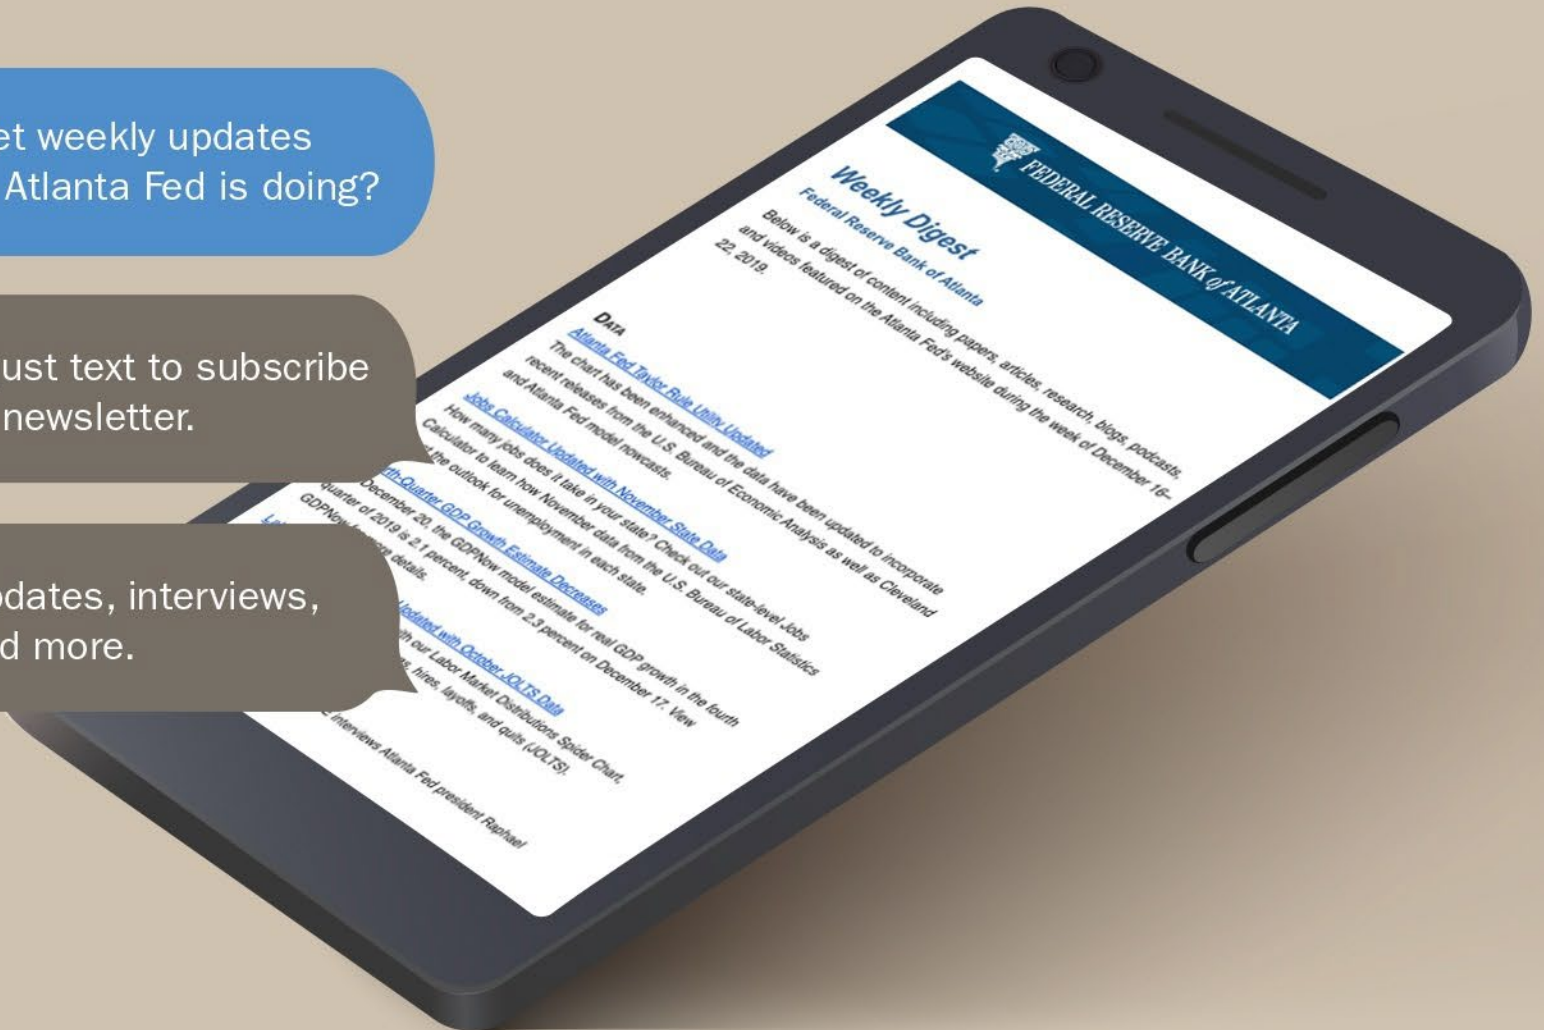 et weekly updates
Atlanta Fed is doing?
ust text to subscribe
newsletter.
pdates, interviews,
d more.
FEDERAL RESERVE BANK of ATLANTA
Weekly Digest
Federal Reserve Bank of Atlanta
Below is a digest of content including papers, articles, research, blogs, podcasts,
and videos featured on the Atlanta Fed's website during the week of December 16–
22, 2019.
DATA
Atlanta Fed Taylor Rule Utility Updated
The chart has been enhanced and the data have been updated to incorporate
recent releases from the U.S. Bureau of Economic Analysis as well as Cleveland
and Atlanta Fed model nowcasts.
Jobs Calculator Updated with November State Data
How many jobs does it take in your state? Check out our state-level Jobs
Calculator to learn how November data from the U.S. Bureau of Labor Statistics
the outlook for unemployment in each state.
rth-Quarter GDP Growth Estimate Decreases
December 20, the GDPNow model estimate for real GDP growth in the fourth
quarter of 2019 is 2.1 percent, down from 2.3 percent on December 17. View
GDPNow details.
Updated with October JOLTS Data
our Labor Market Distributions Spider Chart,
hires, layoffs, and quits (JOLTS).
interviews Atlanta Fed president Raphael